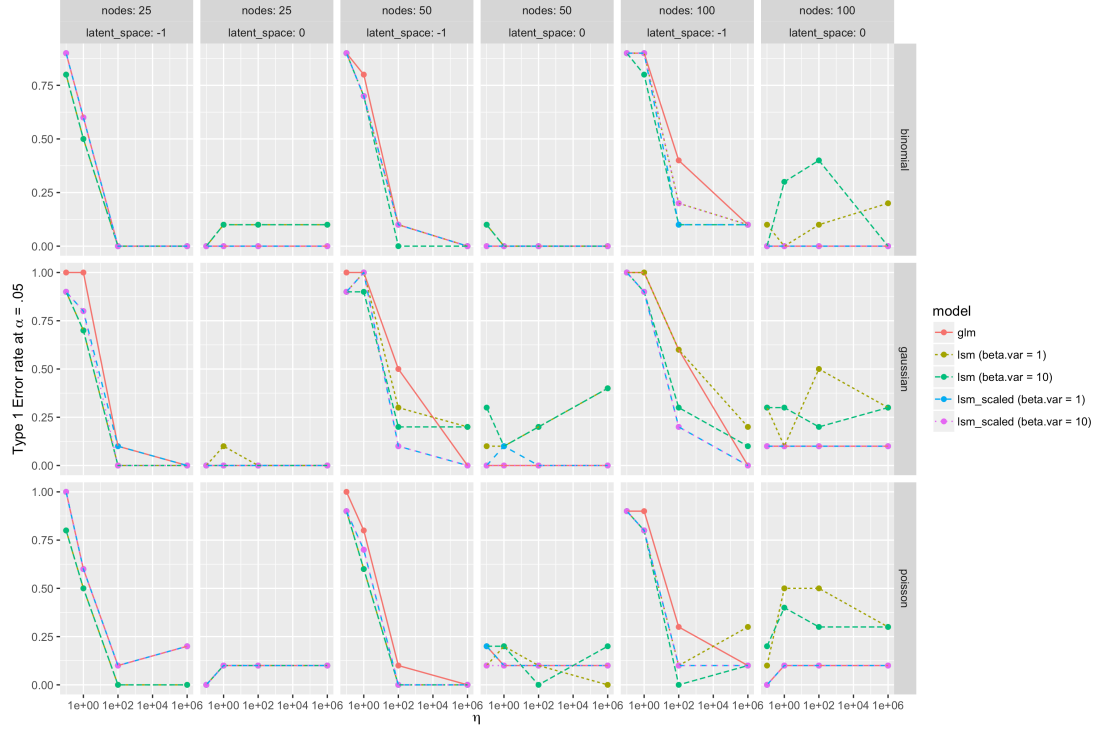 nodes: 25 nodes: 25 nodes: 50 nodes: 50 nodes: 100 nodes: 100
latent_space: -1 latent_space: 0 latent_space: -1 latent_space: 0 latent_space: -1 latent_space: 0
0.75
0.50
0.25
0.00
binomial
1.00
0.75
0.50
0.25
0.00
gaussian
1.00
0.75
0.50
0.25
0.00
poisson
Type 1 Error rate at α = .05
1e+00 1e+02 1e+04 1e+06 1e+00 1e+02 1e+04 1e+06 1e+00 1e+02 1e+04 1e+06 1e+00 1e+02 1e+04 1e+06 1e+00 1e+02 1e+04 1e+06 1e+00 1e+02 1e+04 1e+06
η
model
glm
lsm (beta.var = 1)
lsm (beta.var = 10)
lsm_scaled (beta.var = 1)
lsm_scaled (beta.var = 10)